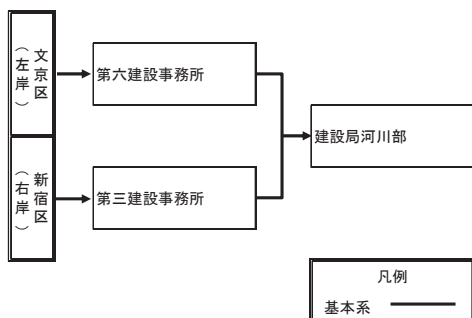 文京区
（左岸）
第六建設事務所
建設局河川部
新宿区
（右岸）
第三建設事務所
凡例
基本系